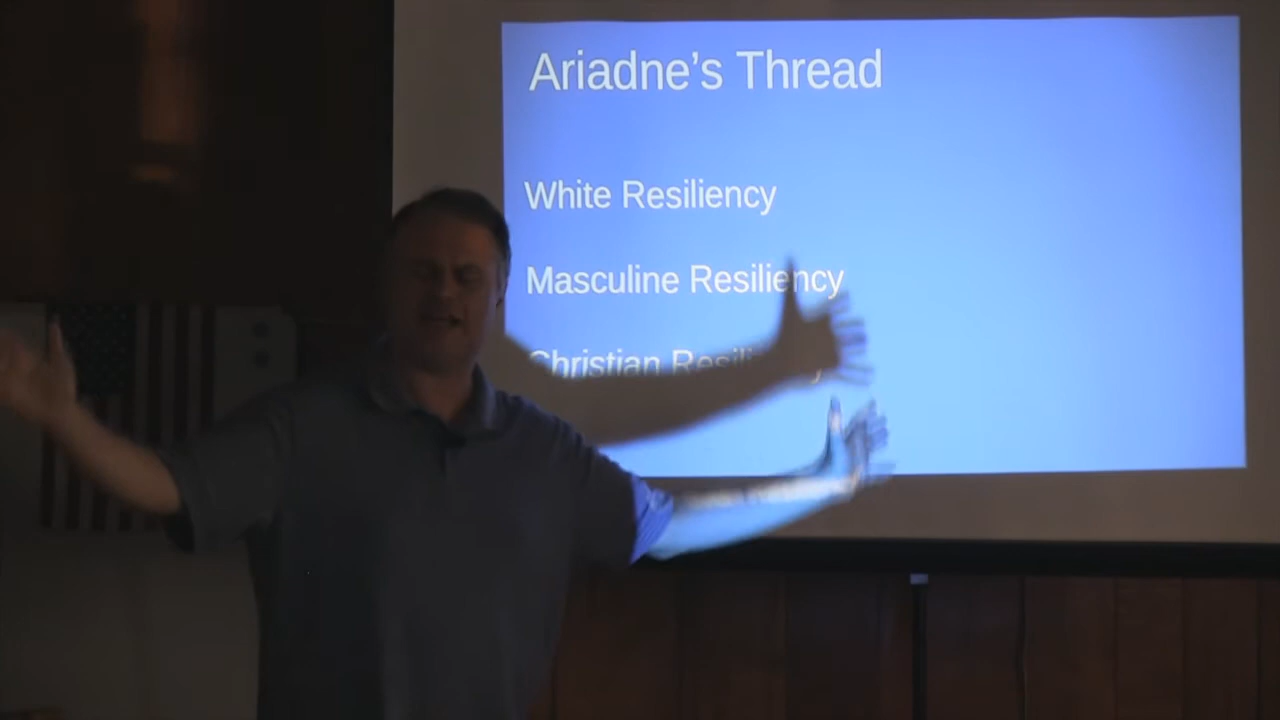 Ariadne’s Thread
White Resiliency
Masculine Resiliency
Christian